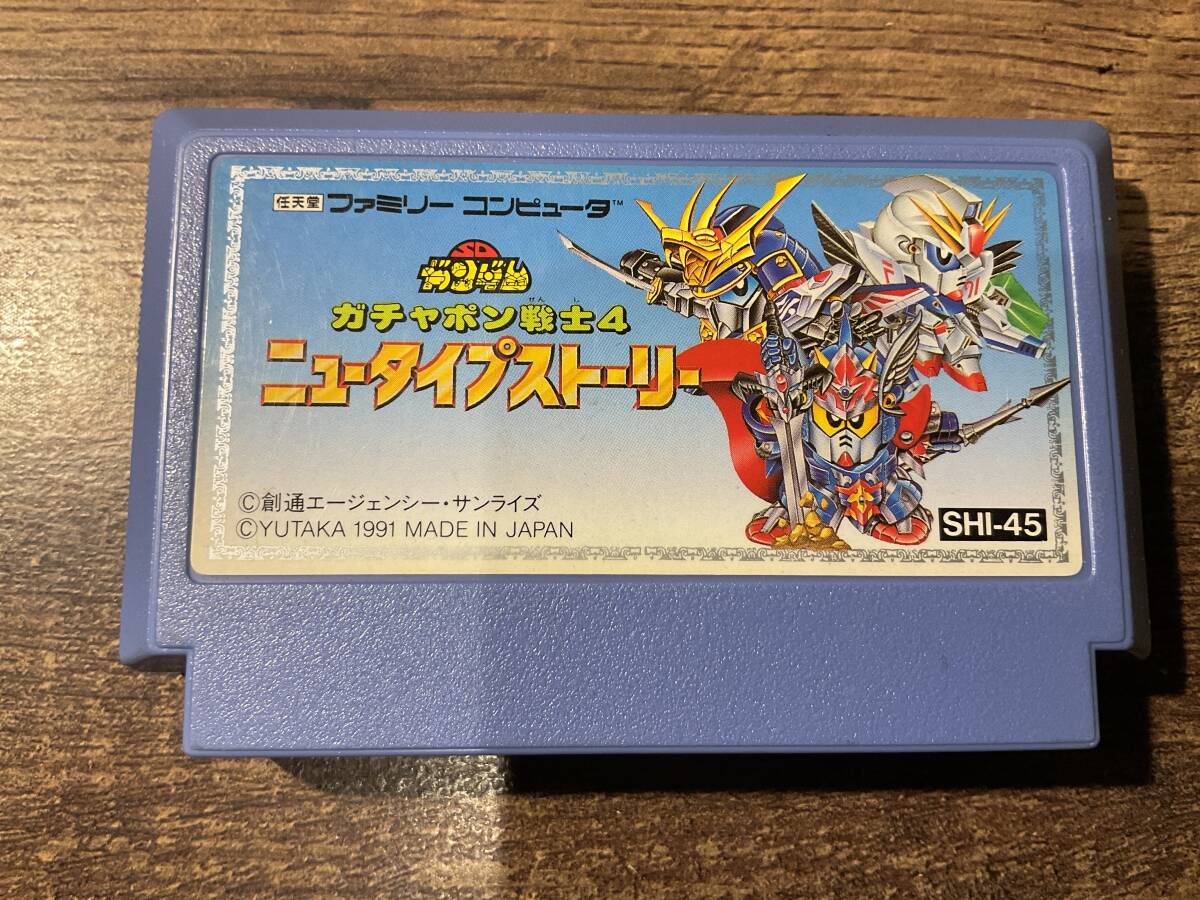 任天堂 ファミリー コンピュータ™
SD
ガンダム
せんし
ガチャポン戦士4
ニュータイプストーリー
©創通エージェンシー・サンライズ
©YUTAKA 1991 MADE IN JAPAN
SHI-45